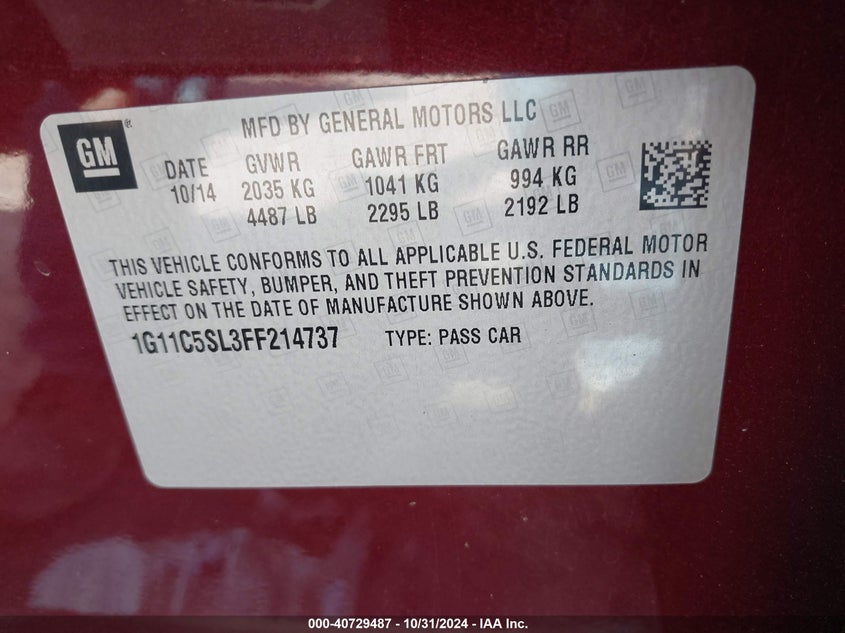 MFD BY GENERAL MOTORS LLC
GM®
DATE GVWR GAWR FRT GAWR RR
10/14 2035 KG 1041 KG 994 KG
4487 LB 2295 LB 2192 LB
THIS VEHICLE CONFORMS TO ALL APPLICABLE U.S. FEDERAL MOTOR
VEHICLE SAFETY, BUMPER, AND THEFT PREVENTION STANDARDS IN
EFFECT ON THE DATE OF MANUFACTURE SHOWN ABOVE.
1G11C5SL3FF214737 TYPE: PASS CAR
000-40729487 - 10/31/2024 - IAA Inc.